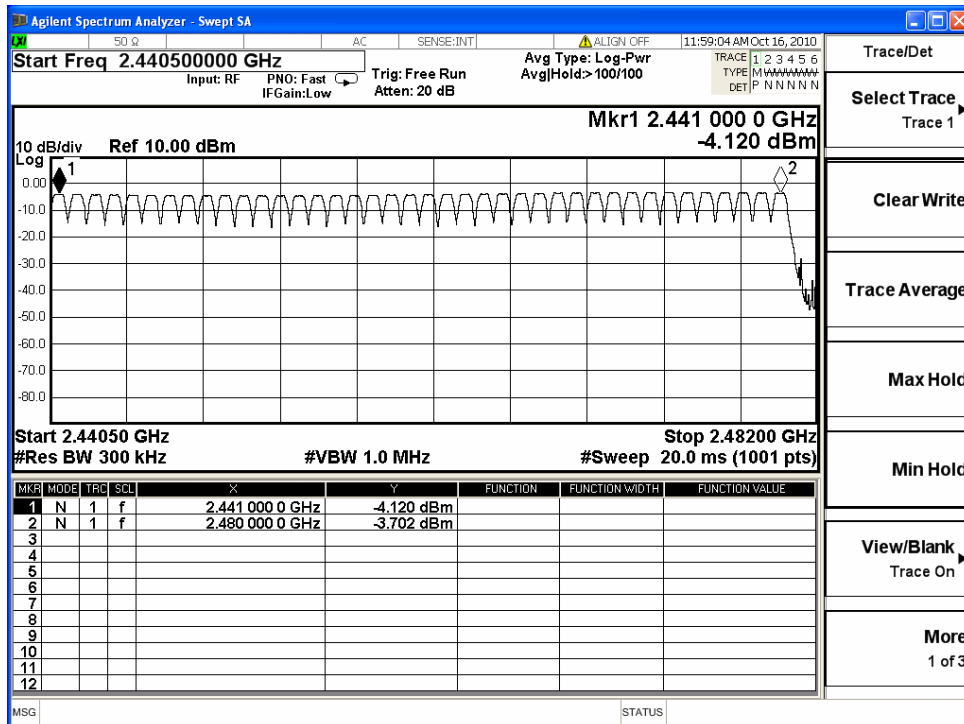 Agilent Spectrum Analyzer - Swept SA
LXI 50 Ω AC SENSE:INT ALIGN OFF 11:59:04 AM Oct 16, 2010
Start Freq 2.440500000 GHz
Input: RF PNO: Fast IFGain:Low
Trig: Free Run
Atten: 20 dB
Avg Type: Log-Pwr
Avg|Hold:>100/100
TRACE 1 2 3 4 5 6
TYPE M W W W W W
DET P N N N N N
Mkr1 2.441 000 0 GHz
-4.120 dBm
10 dB/div Ref 10.00 dBm
Log
1
2
0.00
-10.0
-20.0
-30.0
-40.0
-50.0
-60.0
-70.0
-80.0
Start 2.44050 GHz Stop 2.48200 GHz
#Res BW 300 kHz #VBW 1.0 MHz #Sweep 20.0 ms (1001 pts)
MKR MODE TRC SCL X Y FUNCTION FUNCTION WIDTH FUNCTION VALUE
1 N 1 f 2.441 000 0 GHz -4.120 dBm
2 N 1 f 2.480 000 0 GHz -3.702 dBm
3
4
5
6
7
8
9
10
11
12
MSG STATUS
Trace/Det
Select Trace
Trace 1
Clear Write
Trace Average
Max Hold
Min Hold
View/Blank
Trace On
More
1 of 3